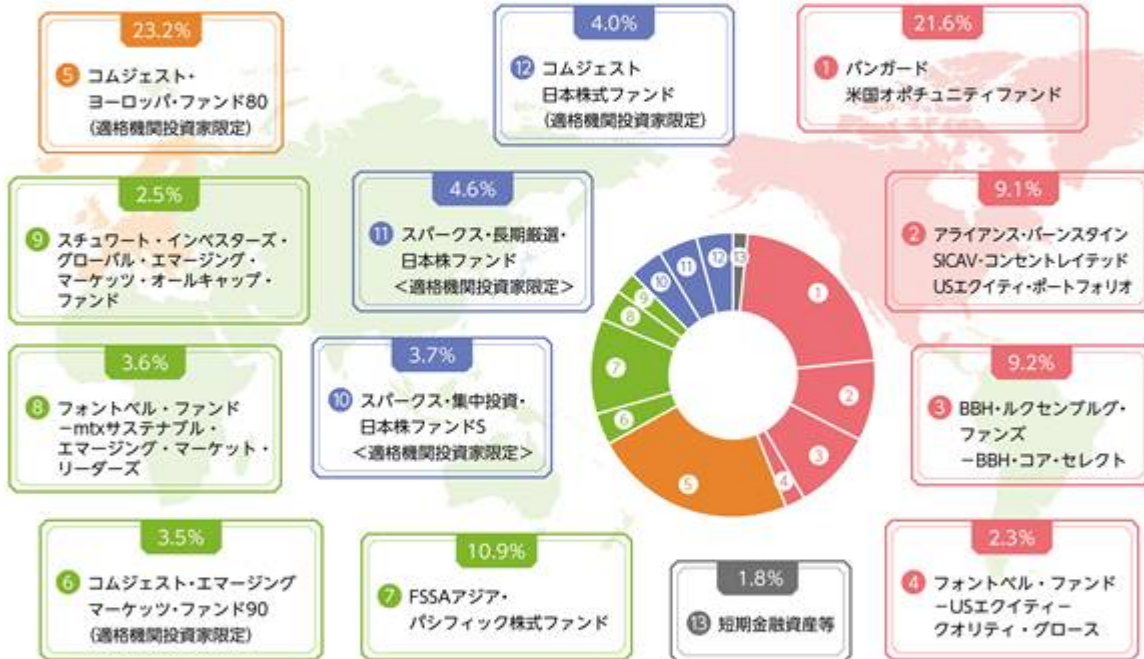 23.2%
5 コムジェスト・
ヨーロッパ・ファンド80
(適格機関投資家限定)
4.0%
12 コムジェスト
日本株式ファンド
(適格機関投資家限定)
21.6%
1 バンガード
米国オポチュニティファンド
2.5%
9 スチュワート・インベスターズ・
グローバル・エマージング・
マーケッツ・オールキャップ・
ファンド
4.6%
11 スパークス・長期厳選・
日本株ファンド
<適格機関投資家限定>
9.1%
2 アライアンス・バーンスタイン
SICAV・コンセントレイテッド
USエクイティ・ポートフォリオ
3.6%
8 フォントベル・ファンド
－mtxサステナブル・
エマージング・マーケット・
リーダーズ
3.7%
10 スパークス・集中投資・
日本株ファンドS
<適格機関投資家限定>
9.2%
3 BBH・ルクセンブルグ・
ファンズ
－BBH・コア・セレクト
3.5%
6 コムジェスト・エマージング
マーケッツ・ファンド90
(適格機関投資家限定)
10.9%
7 FSSAアジア・
パシフィック株式ファンド
1.8%
13 短期金融資産等
2.3%
4 フォントベル・ファンド
－USエクイティ－
クオリティ・グロース
13
1
2
3
4
5
6
7
8
9
10
11
12